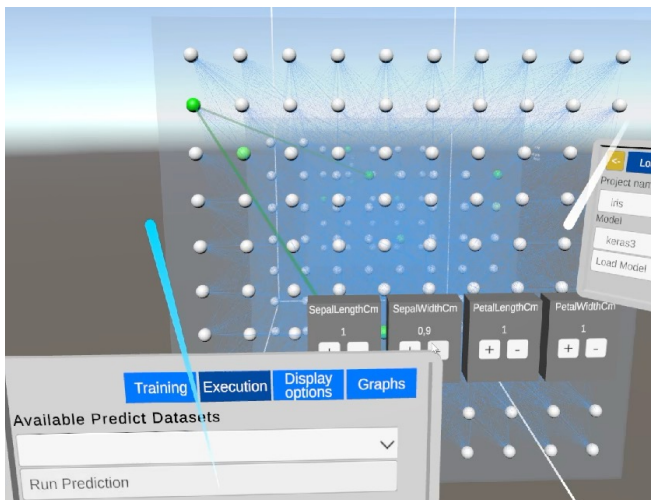 <- Lo
Project nam
iris
Model
keras3
Load Model
SepalLengthCm SepalWidthCm PetalLengthCm PetalWidthCm
1 0,9 1 1
+ - + - + - + -
Training Execution Display options Graphs
Available Predict Datasets
Run Prediction